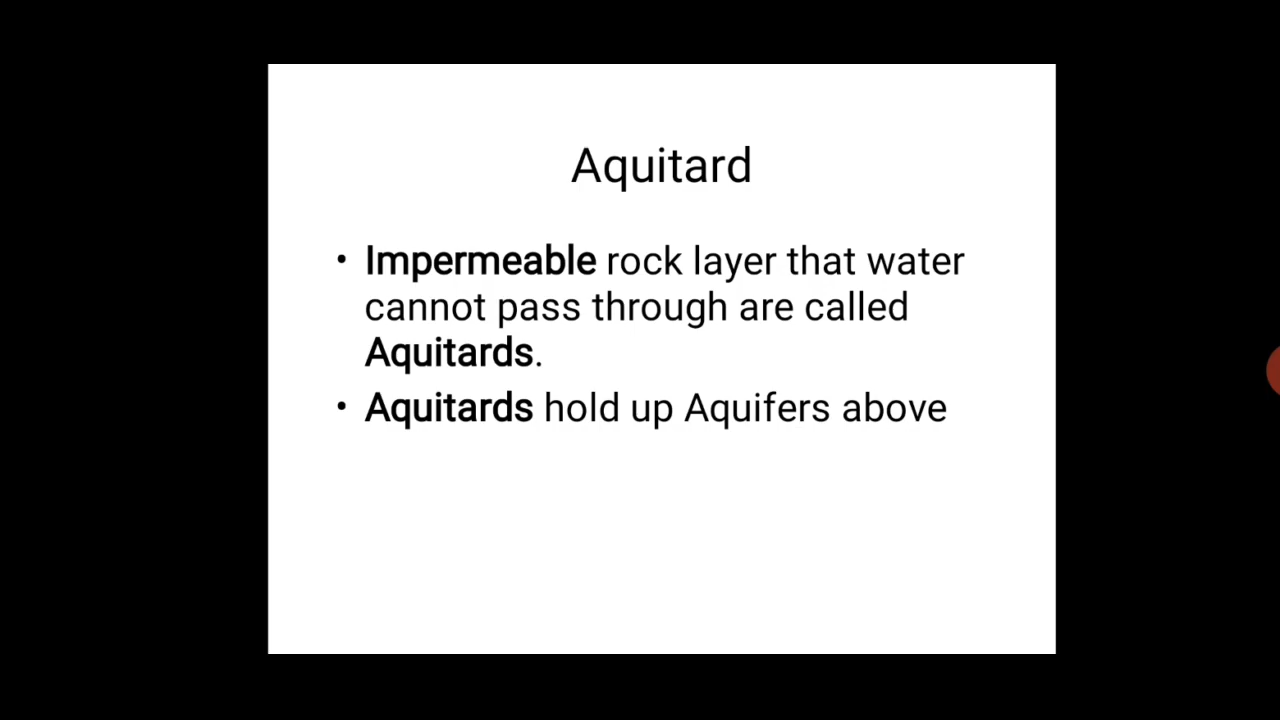 Aquitard
• Impermeable rock layer that water
cannot pass through are called
Aquitards.
• Aquitards hold up Aquifers above